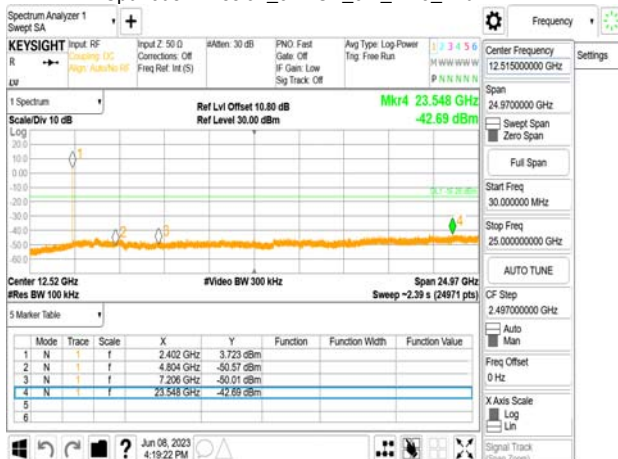 Spectrum Analyzer 1
Swept SA
+
Frequency
KEYSIGHT
Input: RF
Coupling: DC
Align: Auto/No RF
Input Z: 50 Ω
Corrections: Off
Freq Ref: Int (S)
#Atten: 30 dB
PNO: Fast
Gate: Off
IF Gain: Low
Sig Track: Off
Avg Type: Log-Power
Trig: Free Run
1 2 3 4 5 6
M W W W W W
P N N N N N
R
Center Frequency
12.515000000 GHz
Settings
Span
24.9700000 GHz
Swept Span
Zero Span
Full Span
Start Freq
30.000000 MHz
Stop Freq
25.000000000 GHz
AUTO TUNE
CF Step
2.497000000 GHz
Auto
Man
Freq Offset
0 Hz
X Axis Scale
Log
Lin
Signal Track
1 Spectrum
Scale/Div 10 dB
Ref Lvl Offset 10.80 dB
Ref Level 30.00 dBm
Mkr4 23.548 GHz
-42.69 dBm
Log
20.0
10.0
0.00
-10.0
-20.0
-30.0
-40.0
-50.0
-60.0
1
2
3
4
Center 12.52 GHz
#Res BW 100 kHz
#Video BW 300 kHz
Span 24.97 GHz
Sweep ~2.39 s (24971 pts)
5 Marker Table
Mode Trace Scale X Y Function Function Width Function Value
1 N 1 f 2.402 GHz 3.723 dBm
2 N 1 f 4.804 GHz -50.57 dBm
3 N 1 f 7.206 GHz -50.01 dBm
4 N 1 f 23.548 GHz -42.69 dBm
5
6
?
Jun 08, 2023
4:19:22 PM